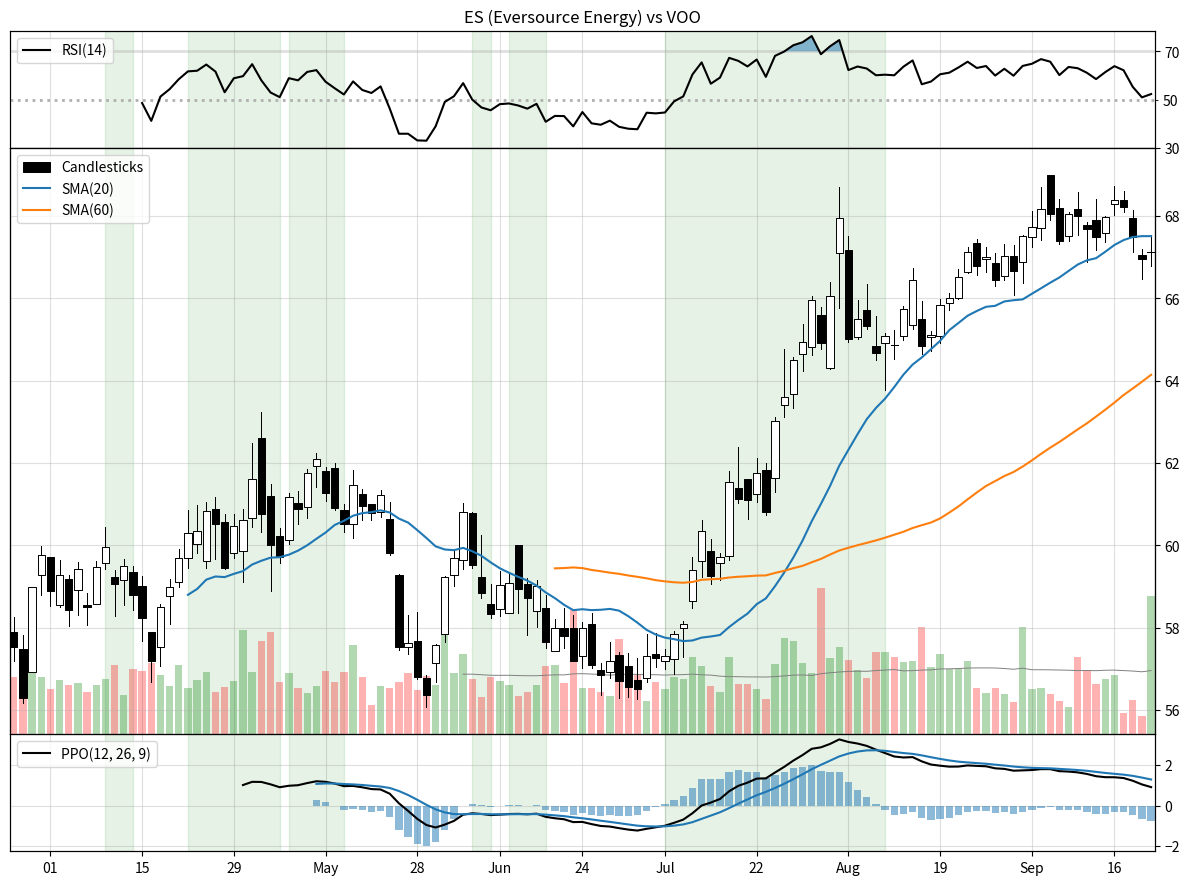 ES (Eversource Energy) vs VOO
RSI(14)
70
50
30
Candlesticks
SMA(20)
SMA(60)
68
66
64
62
60
58
56
PPO(12, 26, 9)
2
0
−2
01 15 29 May 28 Jun 24 Jul 22 Aug 19 Sep 16